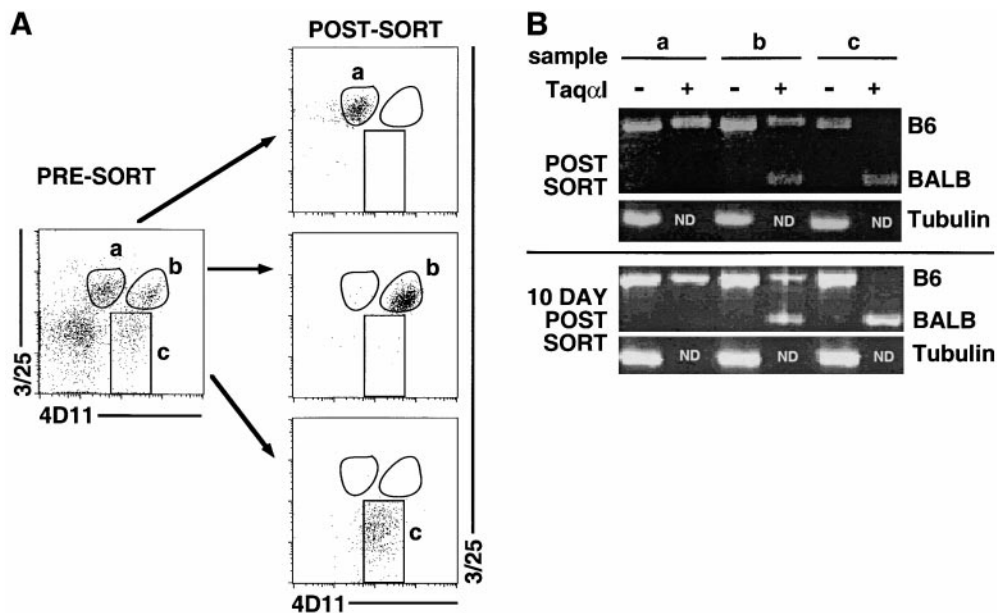 A
POST-SORT
a
PRE-SORT
a
b
c
3/25
4D11
b
c
3/25
4D11
B
sample a b c
TaqαI - + - + - +
B6
POST
SORT
BALB
ND ND ND Tubulin
B6
10 DAY
POST
SORT
BALB
ND ND ND Tubulin